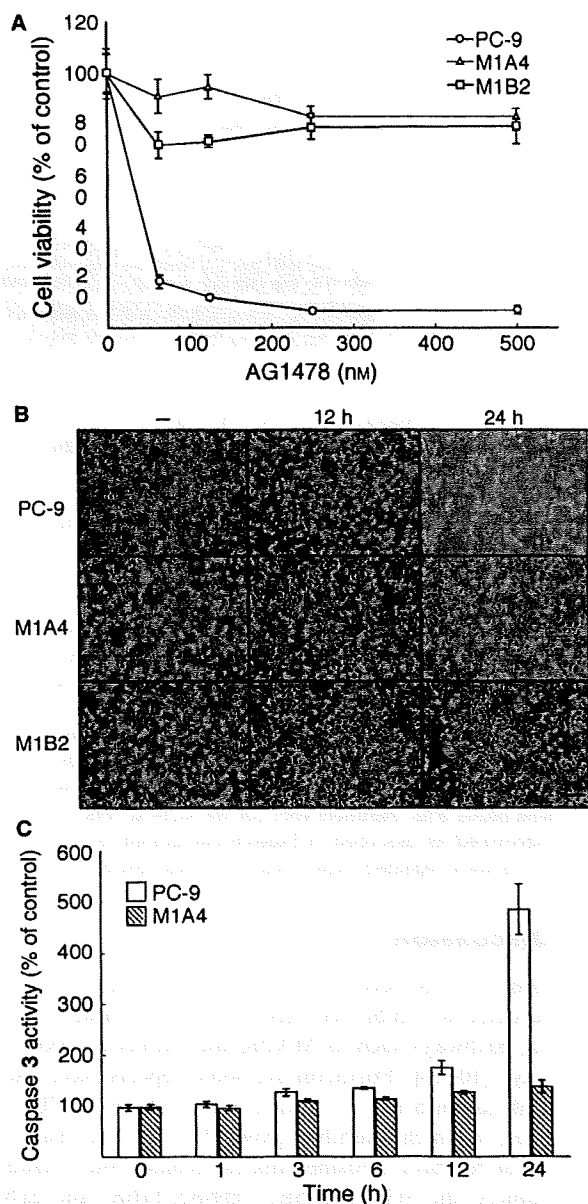 A
120
100
8
0
6
0
4
0
2
0
0
Cell viability (% of control)
PC-9
M1A4
M1B2
0 100 200 300 400 500
AG1478 (nM)
B
– 12 h 24 h
PC-9
M1A4
M1B2
C
600
500
400
300
200
100
Caspase 3 activity (% of control)
PC-9
M1A4
0 1 3 6 12 24
Time (h)